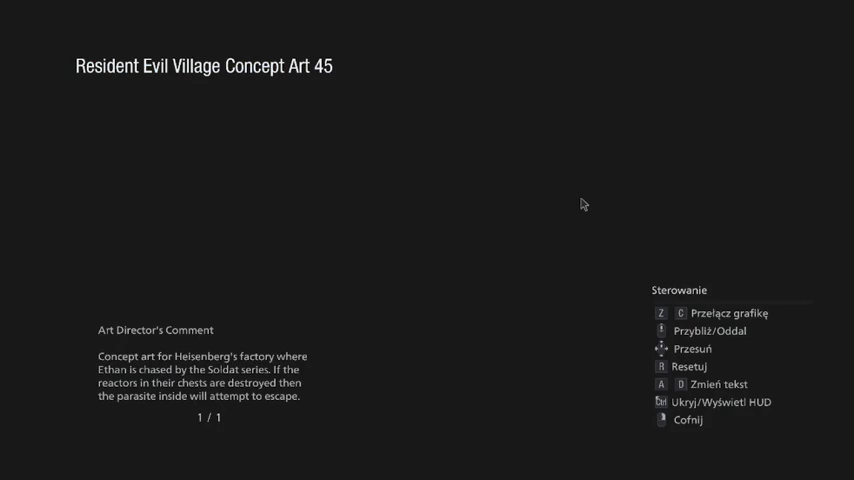 Resident Evil Village Concept Art 45
Art Director's Comment
Concept art for Heisenberg's factory where
Ethan is chased by the Soldat series. If the
reactors in their chests are destroyed then
the parasite inside will attempt to escape.
1 / 1
Sterowanie
Z C Przełącz grafikę
Przybliż/Oddal
Przesuń
R Resetuj
A D Zmień tekst
Ctrl Ukryj/Wyświetl HUD
Cofnij